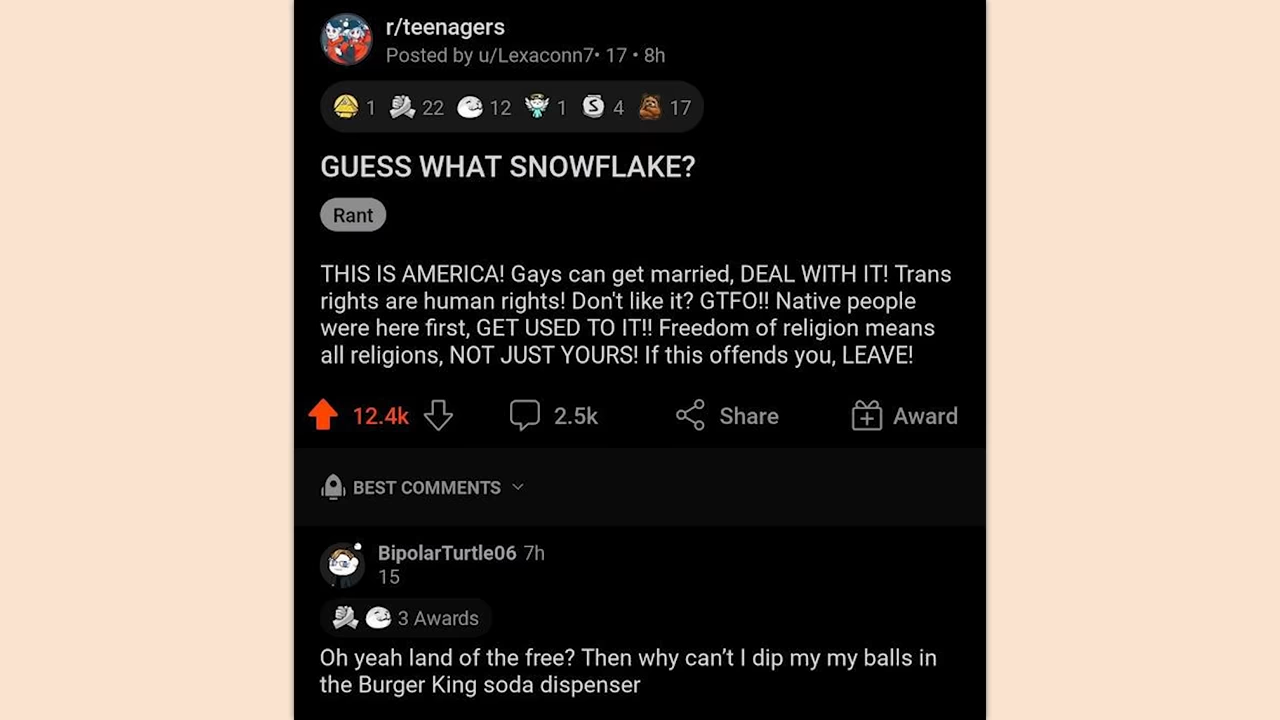 r/teenagers
Posted by u/Lexaconn7• 17 • 8h
1 22 12 1 S 4 17
GUESS WHAT SNOWFLAKE?
Rant
THIS IS AMERICA! Gays can get married, DEAL WITH IT! Trans
rights are human rights! Don't like it? GTFO!! Native people
were here first, GET USED TO IT!! Freedom of religion means
all religions, NOT JUST YOURS! If this offends you, LEAVE!
12.4k 2.5k Share Award
BEST COMMENTS
BipolarTurtle06 7h
15
3 Awards
Oh yeah land of the free? Then why can’t I dip my my balls in
the Burger King soda dispenser